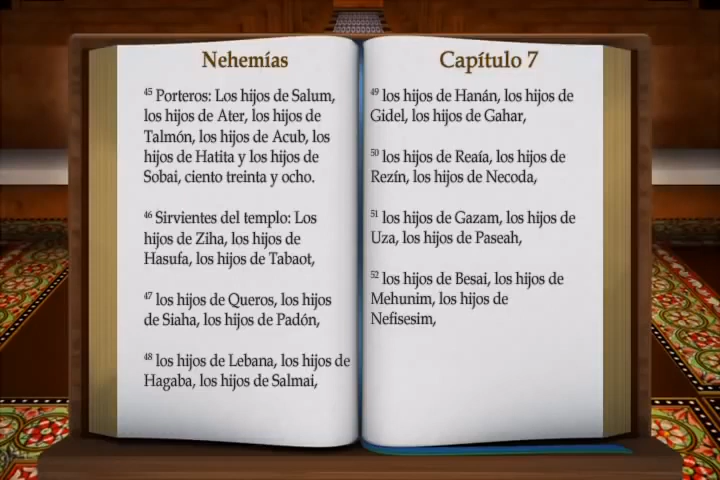 Nehemías
45 Porteros: Los hijos de Salum,
los hijos de Ater, los hijos de
Talmón, los hijos de Acub, los
hijos de Hatita y los hijos de
Sobai, ciento treinta y ocho.
46 Sirvientes del templo: Los
hijos de Ziha, los hijos de
Hasufa, los hijos de Tabaot,
47 los hijos de Queros, los hijos
de Siaha, los hijos de Padón,
48 los hijos de Lebana, los hijos de
Hagaba, los hijos de Salmai,
Capítulo 7
49 los hijos de Hanán, los hijos de
Gidel, los hijos de Gahar,
50 los hijos de Reaía, los hijos de
Rezín, los hijos de Necoda,
51 los hijos de Gazam, los hijos de
Uza, los hijos de Paseah,
52 los hijos de Besai, los hijos de
Mehunim, los hijos de
Nefisesim,